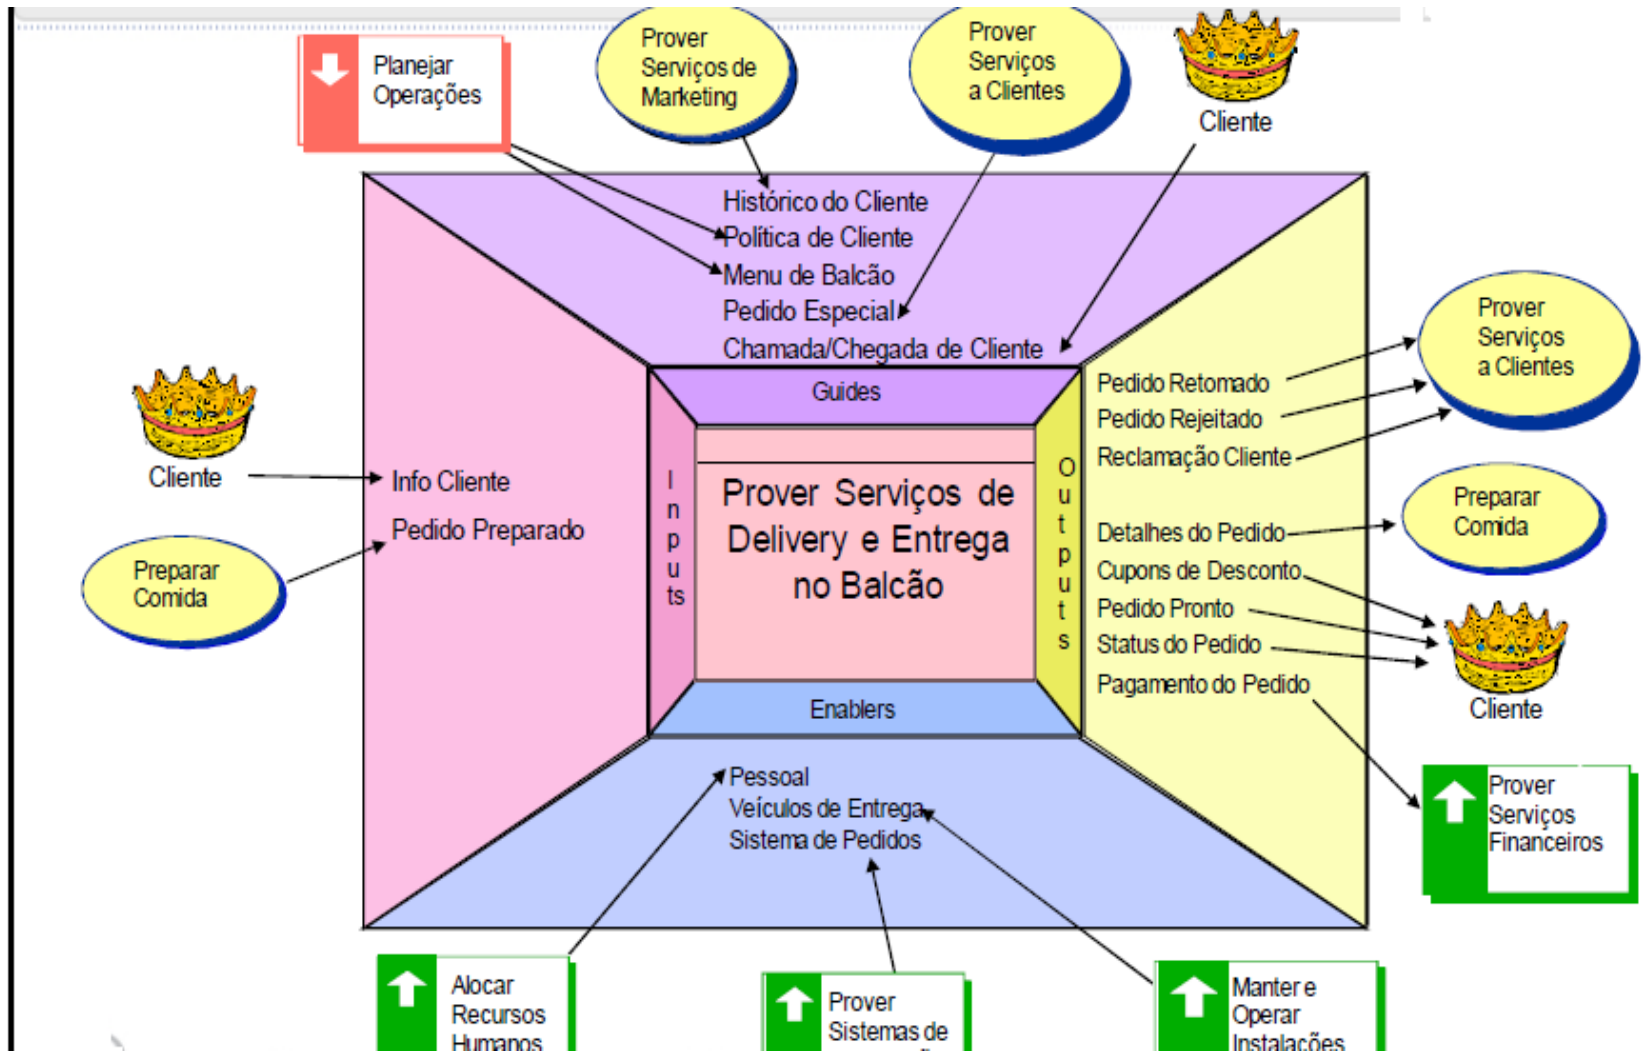 Planejar
Operações
Prover
Serviços de
Marketing
Prover
Serviços
a Clientes
Cliente
Histórico do Cliente
Política de Cliente
Menu de Balcão
Pedido Especial
Chamada/Chegada de Cliente
Guides
Cliente
Info Cliente
Pedido Preparado
Preparar
Comida
I
n
p
u
ts
Prover Serviços de
Delivery e Entrega
no Balcão
O
u
t
p
u
t
s
Pedido Retomado
Pedido Rejeitado
Reclamação Cliente
Detalhes do Pedido
Cupons de Desconto
Pedido Pronto
Status do Pedido
Pagamento do Pedido
Prover
Serviços
a Clientes
Preparar
Comida
Cliente
Prover
Serviços
Financeiros
Enablers
Pessoal
Veículos de Entrega
Sistema de Pedidos
Alocar
Recursos
Humanos
Prover
Sistemas de
Manter e
Operar
Instalações